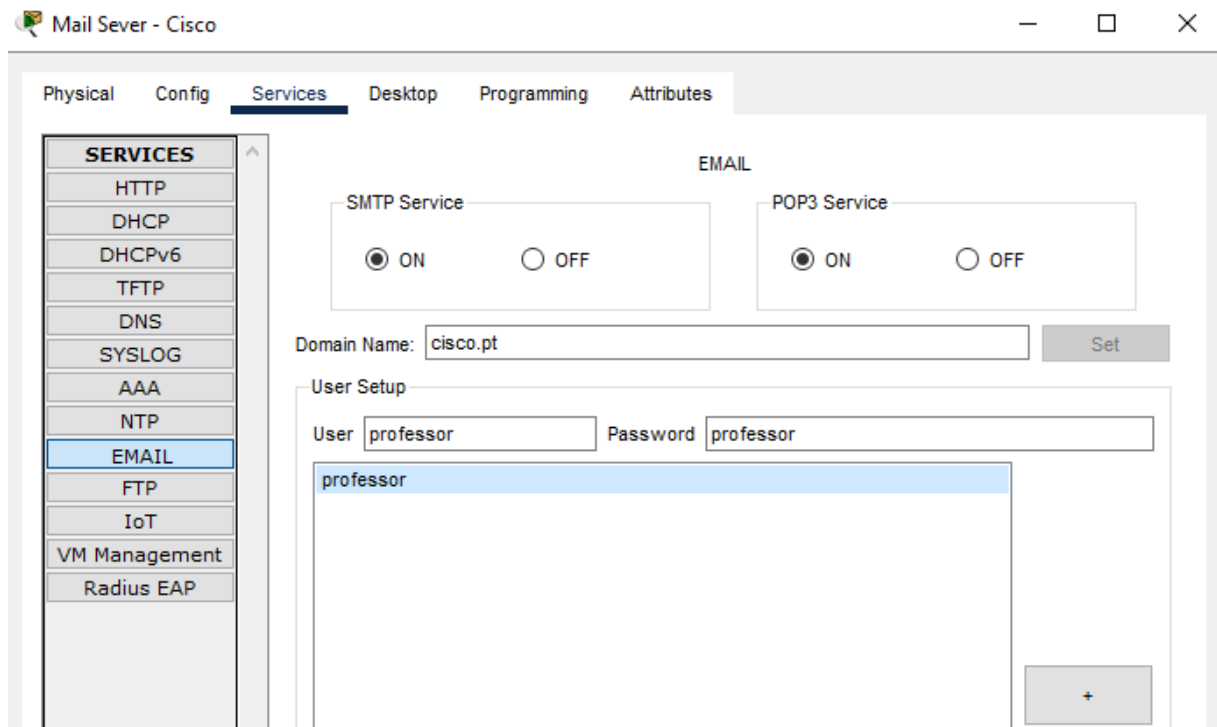 Mail Sever - Cisco
Physical Config Services Desktop Programming Attributes
SERVICES
HTTP
DHCP
DHCPv6
TFTP
DNS
SYSLOG
AAA
NTP
EMAIL
FTP
IoT
VM Management
Radius EAP
EMAIL
SMTP Service
ON OFF
POP3 Service
ON OFF
Domain Name: cisco.pt Set
User Setup
User professor Password professor
professor
+